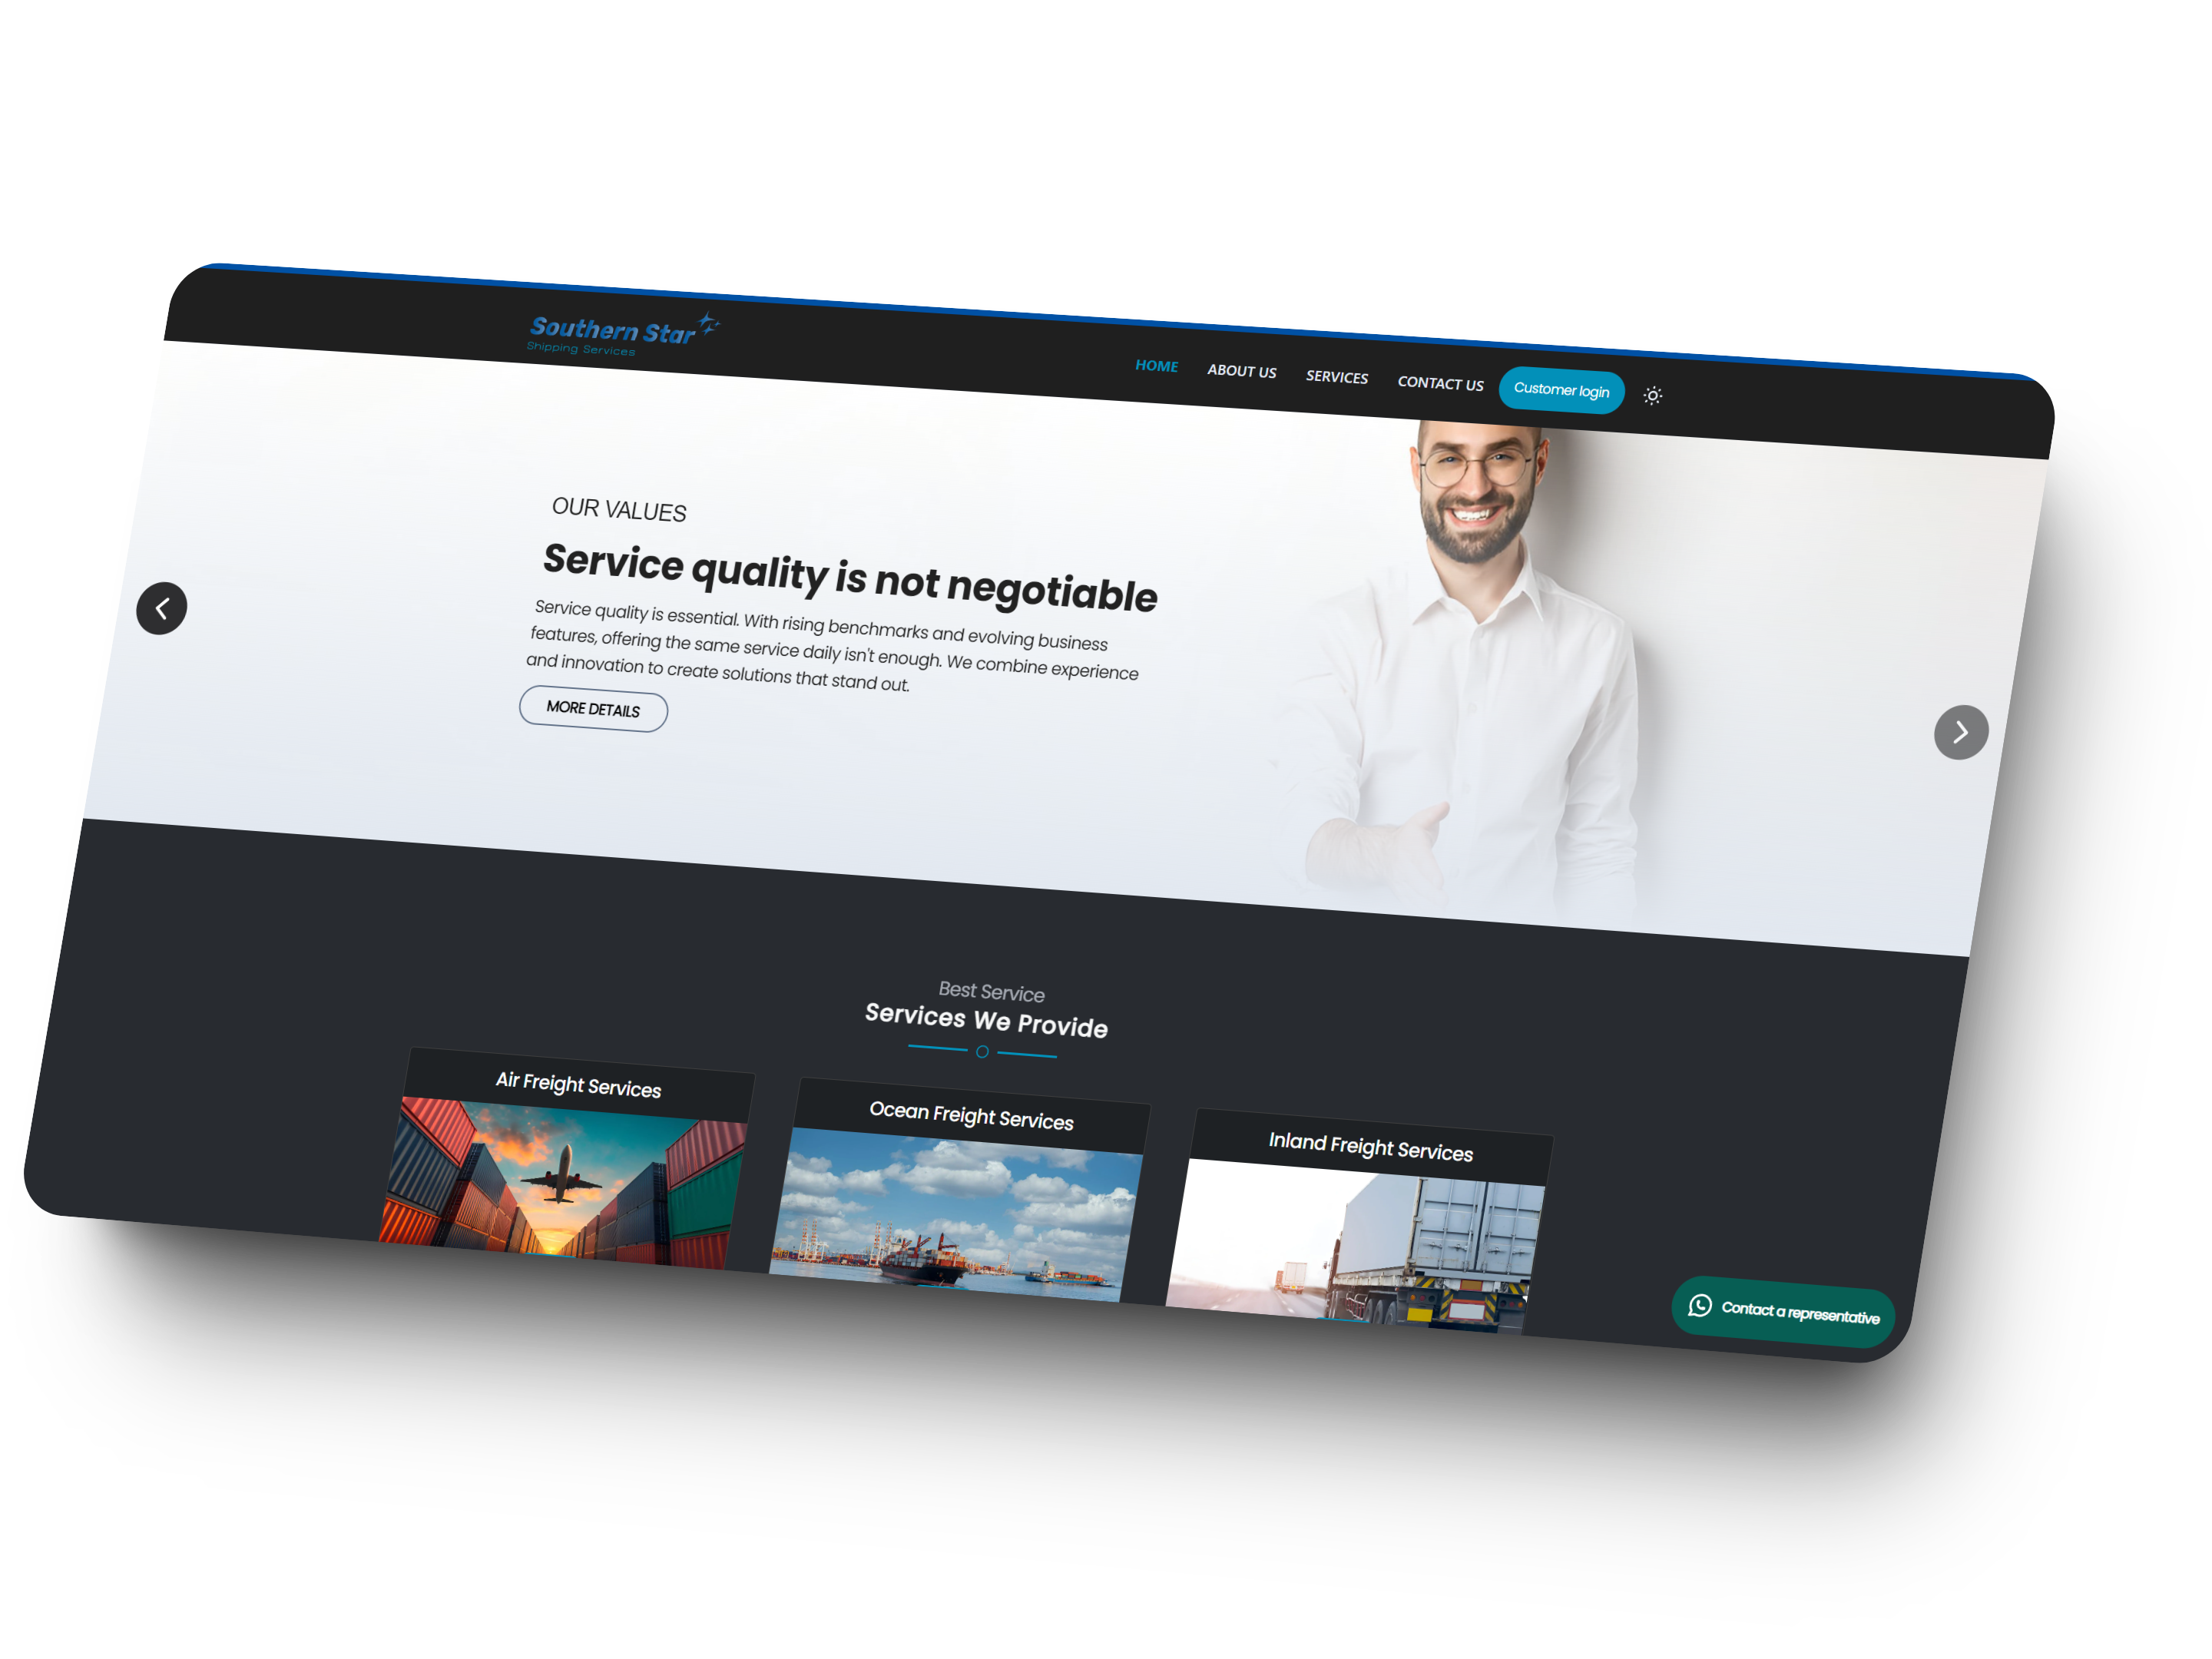 Southern Star
Shipping Services
HOME
ABOUT US
SERVICES
CONTACT US
Customer login
OUR VALUES
Service quality is not negotiable
Service quality is essential. With rising benchmarks and evolving business
features, offering the same service daily isn't enough. We combine experience
and innovation to create solutions that stand out.
MORE DETAILS
Best Service
Services We Provide
Air Freight Services
Ocean Freight Services
Inland Freight Services
Contact a representative